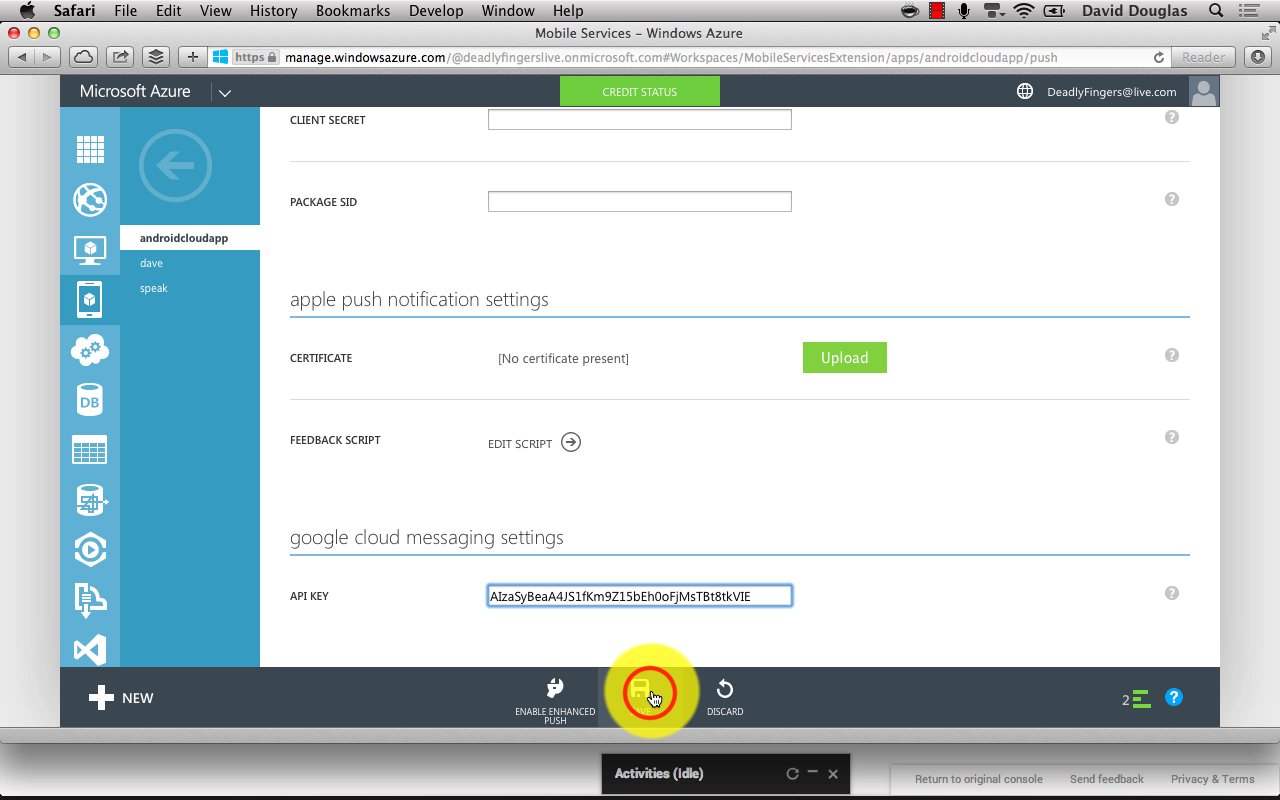 Safari File Edit View History Bookmarks Develop Window Help David Douglas
Mobile Services – Windows Azure
https manage.windowsazure.com/@deadlyfingerslive.onmicrosoft.com#Workspaces/MobileServicesExtension/apps/androidcloudapp/push Reader
Microsoft Azure CREDIT STATUS DeadlyFingers@live.com
CLIENT SECRET
PACKAGE SID
androidcloudapp
dave
speak
apple push notification settings
CERTIFICATE [No certificate present] Upload
FEEDBACK SCRIPT EDIT SCRIPT
DB
google cloud messaging settings
API KEY AIzaSyBeaA4JS1fKm9Z15bEh0oFjMsTBt8tkVIE
NEW
ENABLE ENHANCED
PUSH
DISCARD
2
Activities (Idle)
Return to original console Send feedback Privacy & Terms